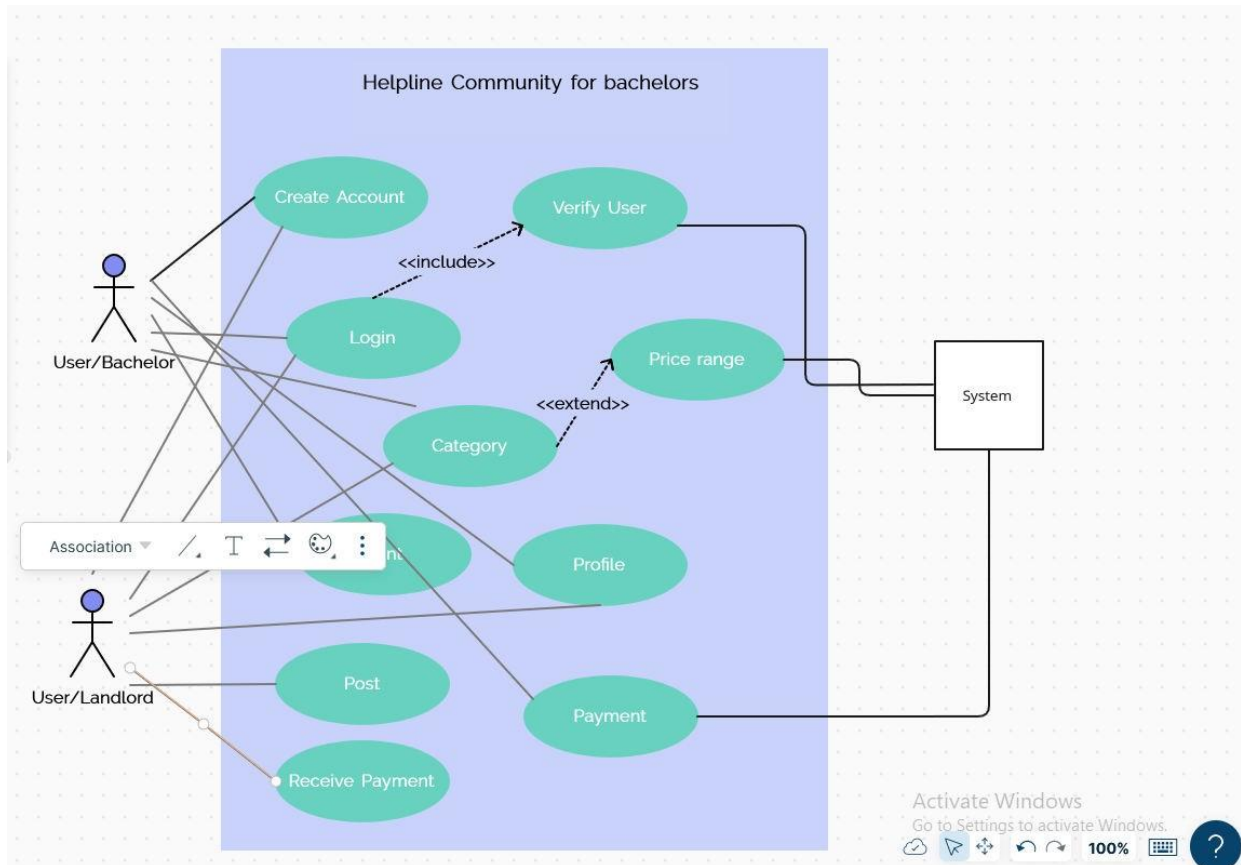 Helpline Community for bachelors
Create Account
Verify User
<<include>>
User/Bachelor
Login
Price range
<<extend>>
System
Category
Association
Profile
User/Landlord
Post
Payment
Receive Payment
Activate Windows
Go to Settings to activate Windows.
100%
?